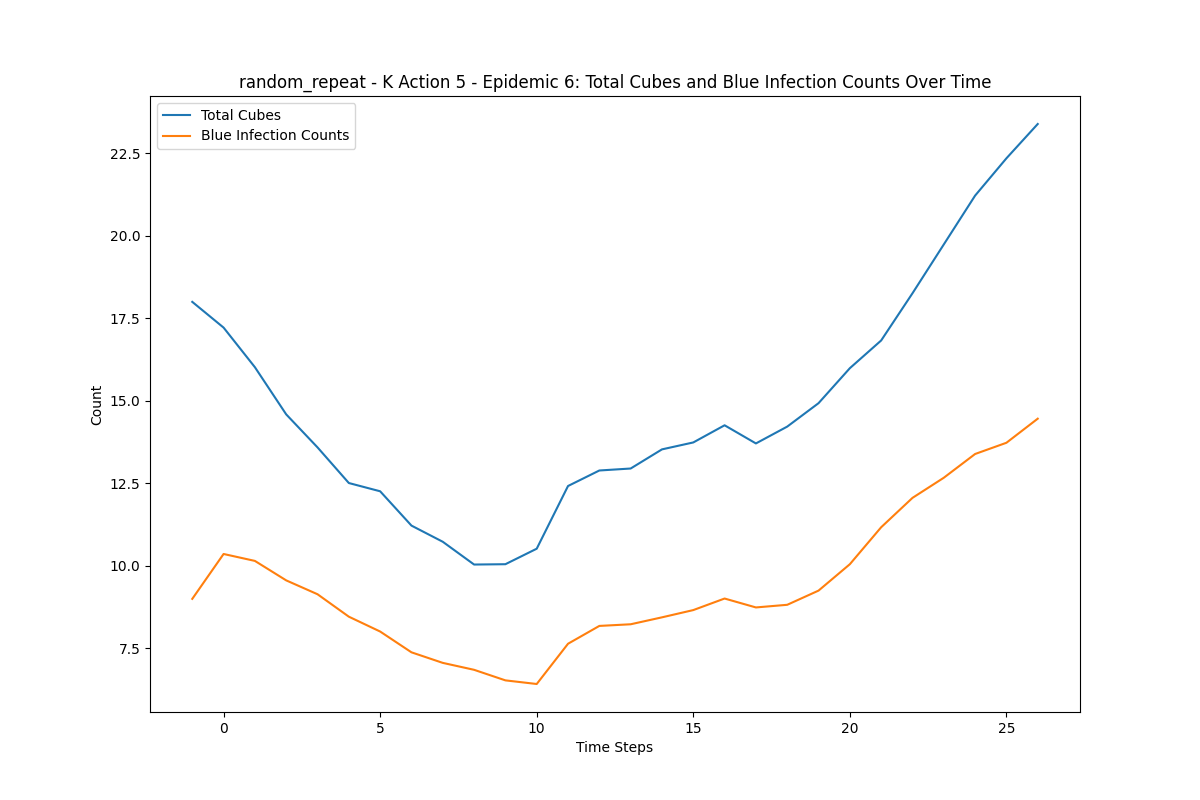 random_repeat - K Action 5 - Epidemic 6: Total Cubes and Blue Infection Counts Over Time
Total Cubes
Blue Infection Counts
22.5
20.0
17.5
15.0
12.5
10.0
7.5
Count
0 5 10 15 20 25
Time Steps